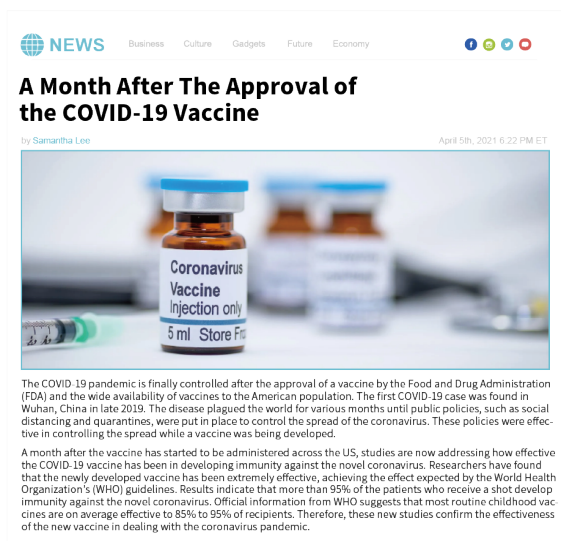 NEWS
Business Culture Gadgets Future Economy
A Month After The Approval of
the COVID-19 Vaccine
by Samantha Lee April 5th, 2021 6:22 PM ET
Coronavirus
Vaccine
Injection only
5 ml Store Fro
The COVID-19 pandemic is finally controlled after the approval of a vaccine by the Food and Drug Administration
(FDA) and the wide availability of vaccines to the American population. The first COVID-19 case was found in
Wuhan, China in late 2019. The disease plagued the world for various months until public policies, such as social
distancing and quarantines, were put in place to control the spread of the coronavirus. These policies were effec-
tive in controlling the spread while a vaccine was being developed.
A month after the vaccine has started to be administered across the US, studies are now addressing how effective
the COVID-19 vaccine has been in developing immunity against the novel coronavirus. Researchers have found
that the newly developed vaccine has been extremely effective, achieving the effect expected by the World Health
Organization's (WHO) guidelines. Results indicate that more than 95% of the patients who receive a shot develop
immunity against the novel coronavirus. Official information from WHO suggests that most routine childhood vac-
cines are on average effective to 85% to 95% of recipients. Therefore, these new studies confirm the effectiveness
of the new vaccine in dealing with the coronavirus pandemic.